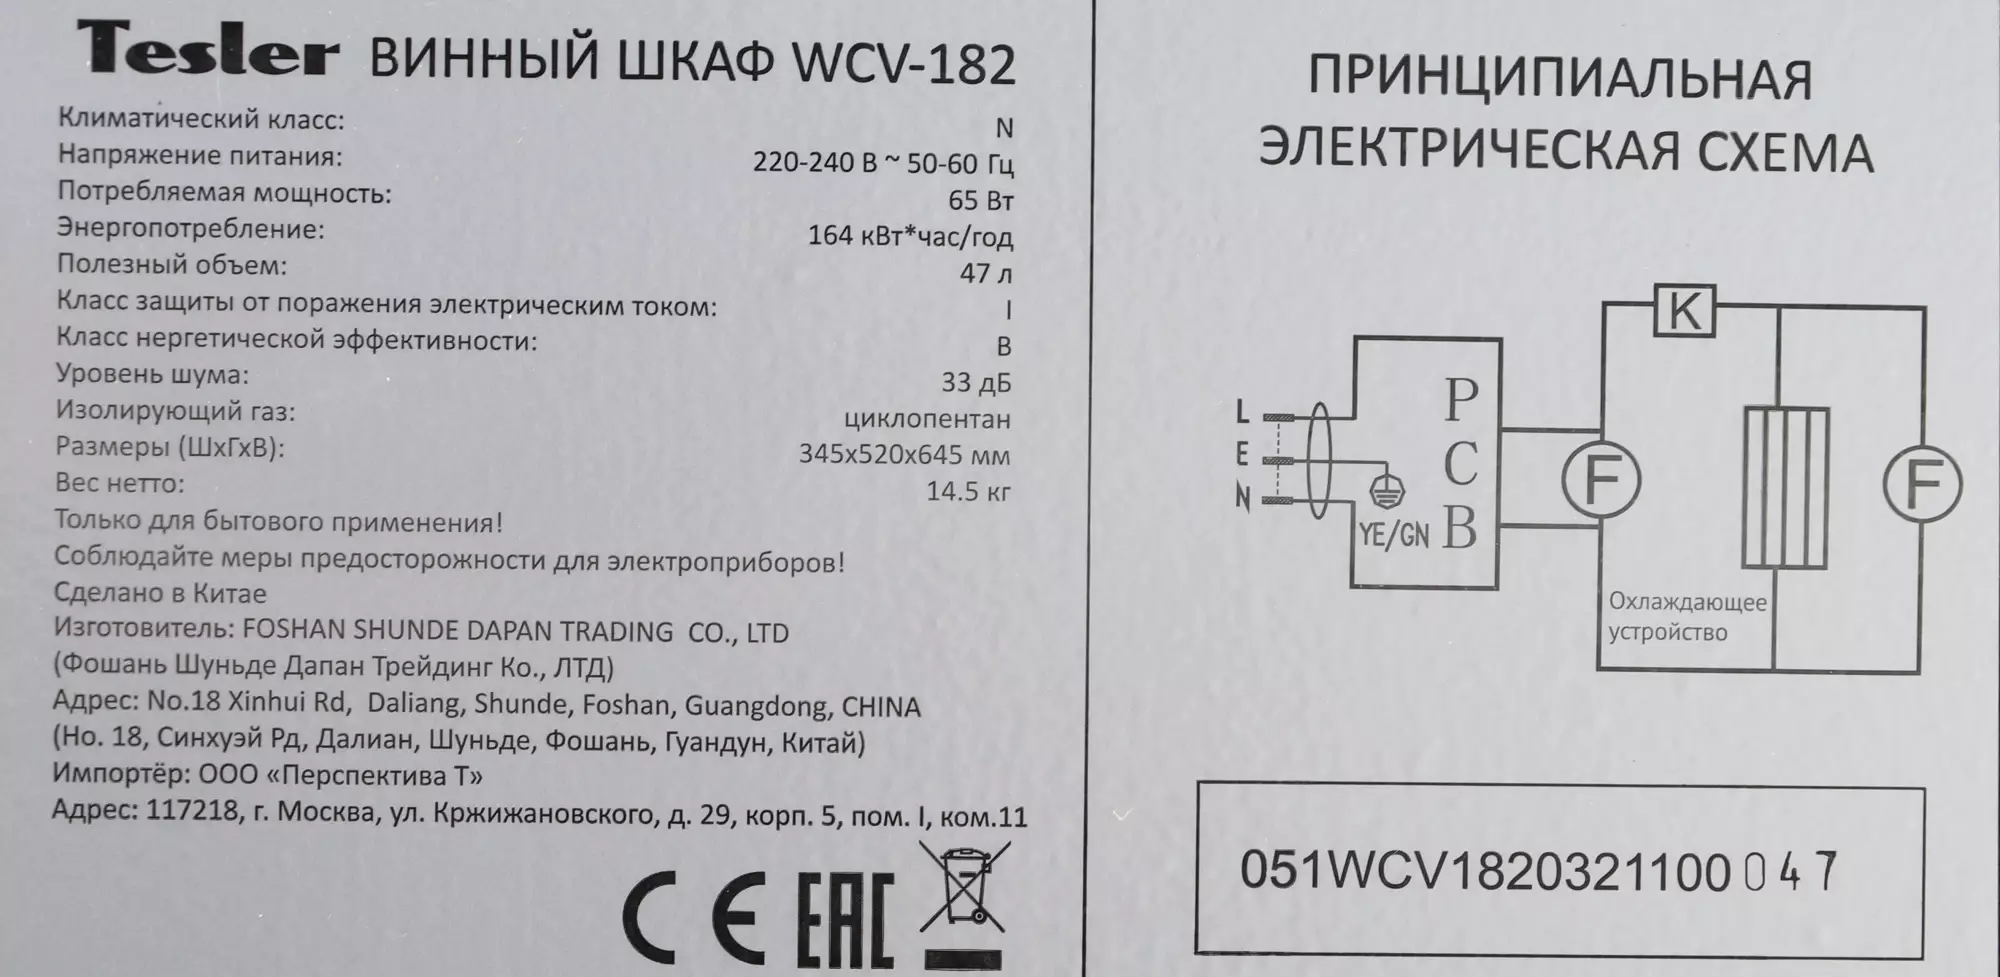 Tesler ВИННЫЙ ШКАФ WCV-182
Климатический класс: N
Напряжение питания: 220-240 В ~ 50-60 Гц
Потребляемая мощность: 65 Вт
Энергопотребление: 164 кВт*час/год
Полезный объем: 47 л
Класс защиты от поражения электрическим током: I
Класс нергетической эффективности: В
Уровень шума: 33 дБ
Изолирующий газ: циклопентан
Размеры (ШхГхВ): 345х520х645 мм
Вес нетто: 14.5 кг
Только для бытового применения!
Соблюдайте меры предосторожности для электроприборов!
Сделано в Китае
Изготовитель: FOSHAN SHUNDE DAPAN TRADING CO., LTD
(Фошань Шуньде Дапан Трейдинг Ко., ЛТД)
Адрес: No.18 Xinhui Rd, Daliang, Shunde, Foshan, Guangdong, CHINA
(Но. 18, Синхуэй Рд, Далиан, Шуньде, Фошань, Гуандун, Китай)
Импортёр: ООО «Перспектива Т»
Адрес: 117218, г. Москва, ул. Кржижановского, д. 29, корп. 5, пом. I, ком.11
CE EAC
ПРИНЦИПИАЛЬНАЯ
ЭЛЕКТРИЧЕСКАЯ СХЕМА
K
L
E
N
YE/GN
P
C
B
F
F
Охлаждающее
устройство
051WCV1820321100 047